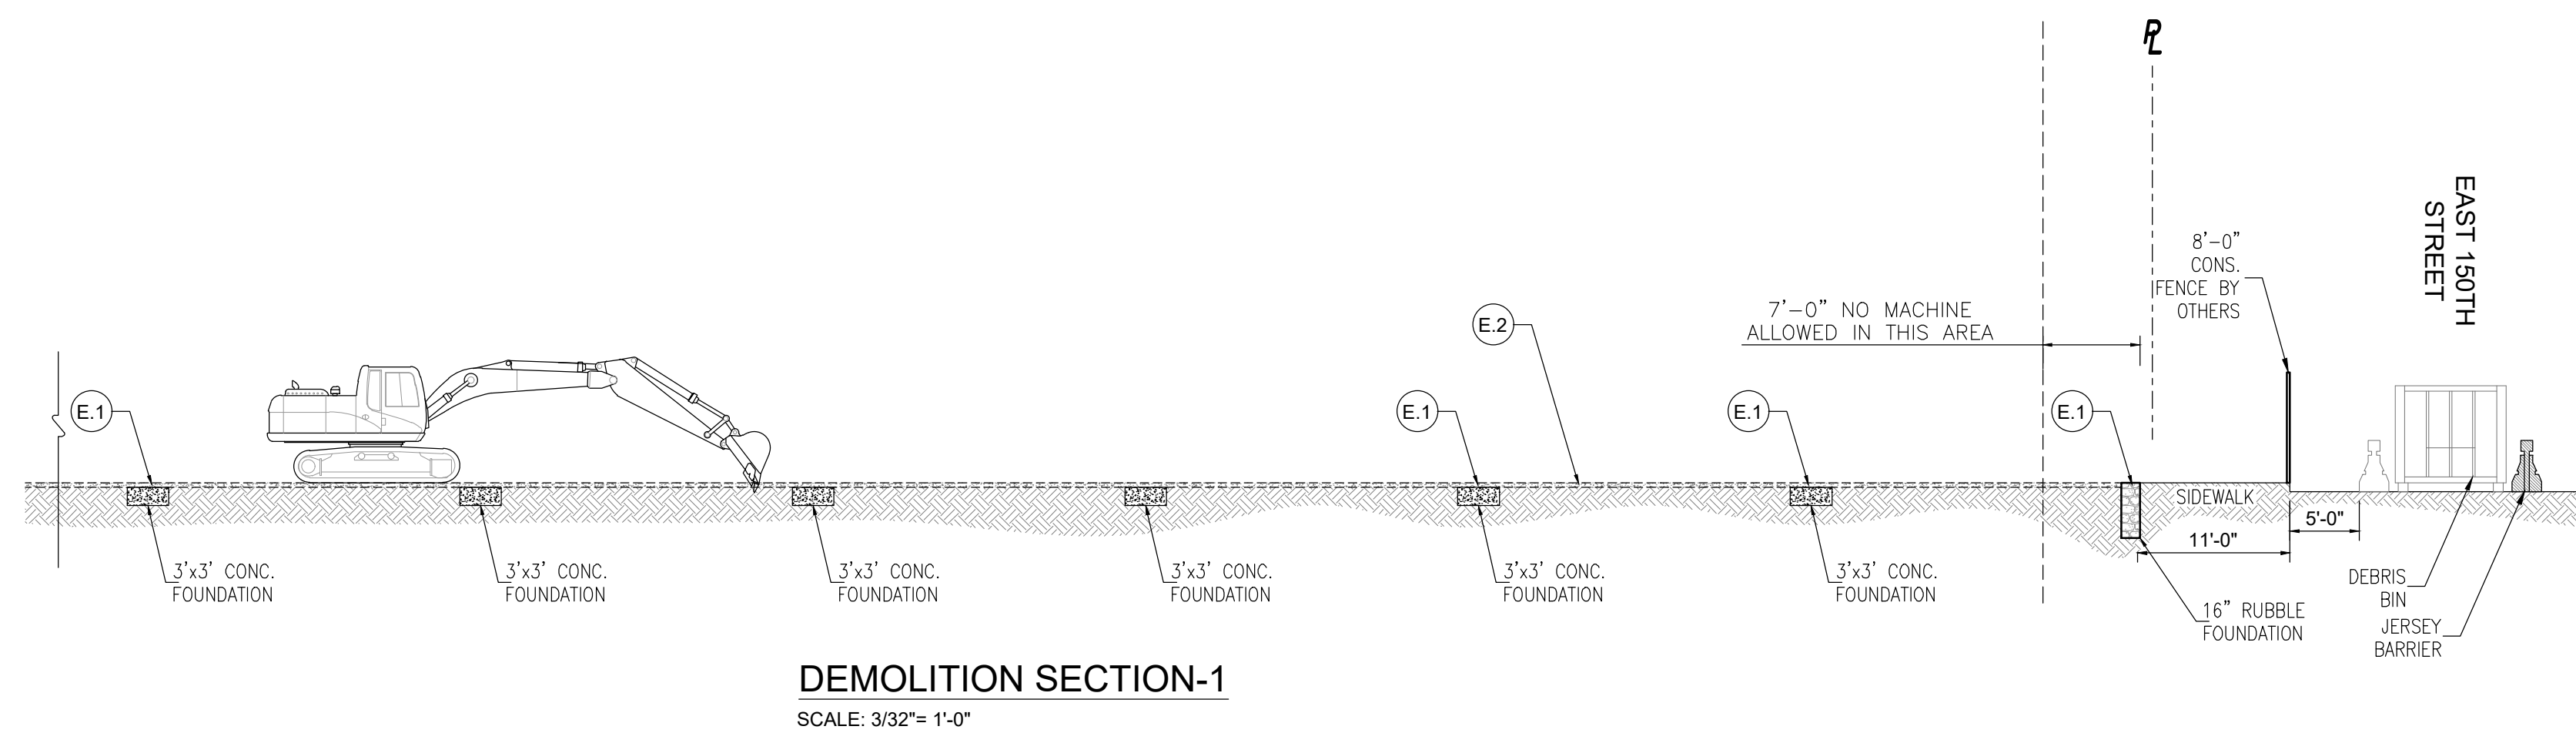 PL
EAST 150TH
STREET
8'-0"
CONS.
FENCE BY
OTHERS
7'-0" NO MACHINE
ALLOWED IN THIS AREA
E.2
E.1
E.1
E.1
E.1
SIDEWALK
5'-0"
11'-0"
3'x3' CONC.
FOUNDATION
3'x3' CONC.
FOUNDATION
3'x3' CONC.
FOUNDATION
3'x3' CONC.
FOUNDATION
3'x3' CONC.
FOUNDATION
3'x3' CONC.
FOUNDATION
16" RUBBLE
FOUNDATION
DEBRIS
BIN
JERSEY
BARRIER
DEMOLITION SECTION-1
SCALE: 3/32"= 1'-0"